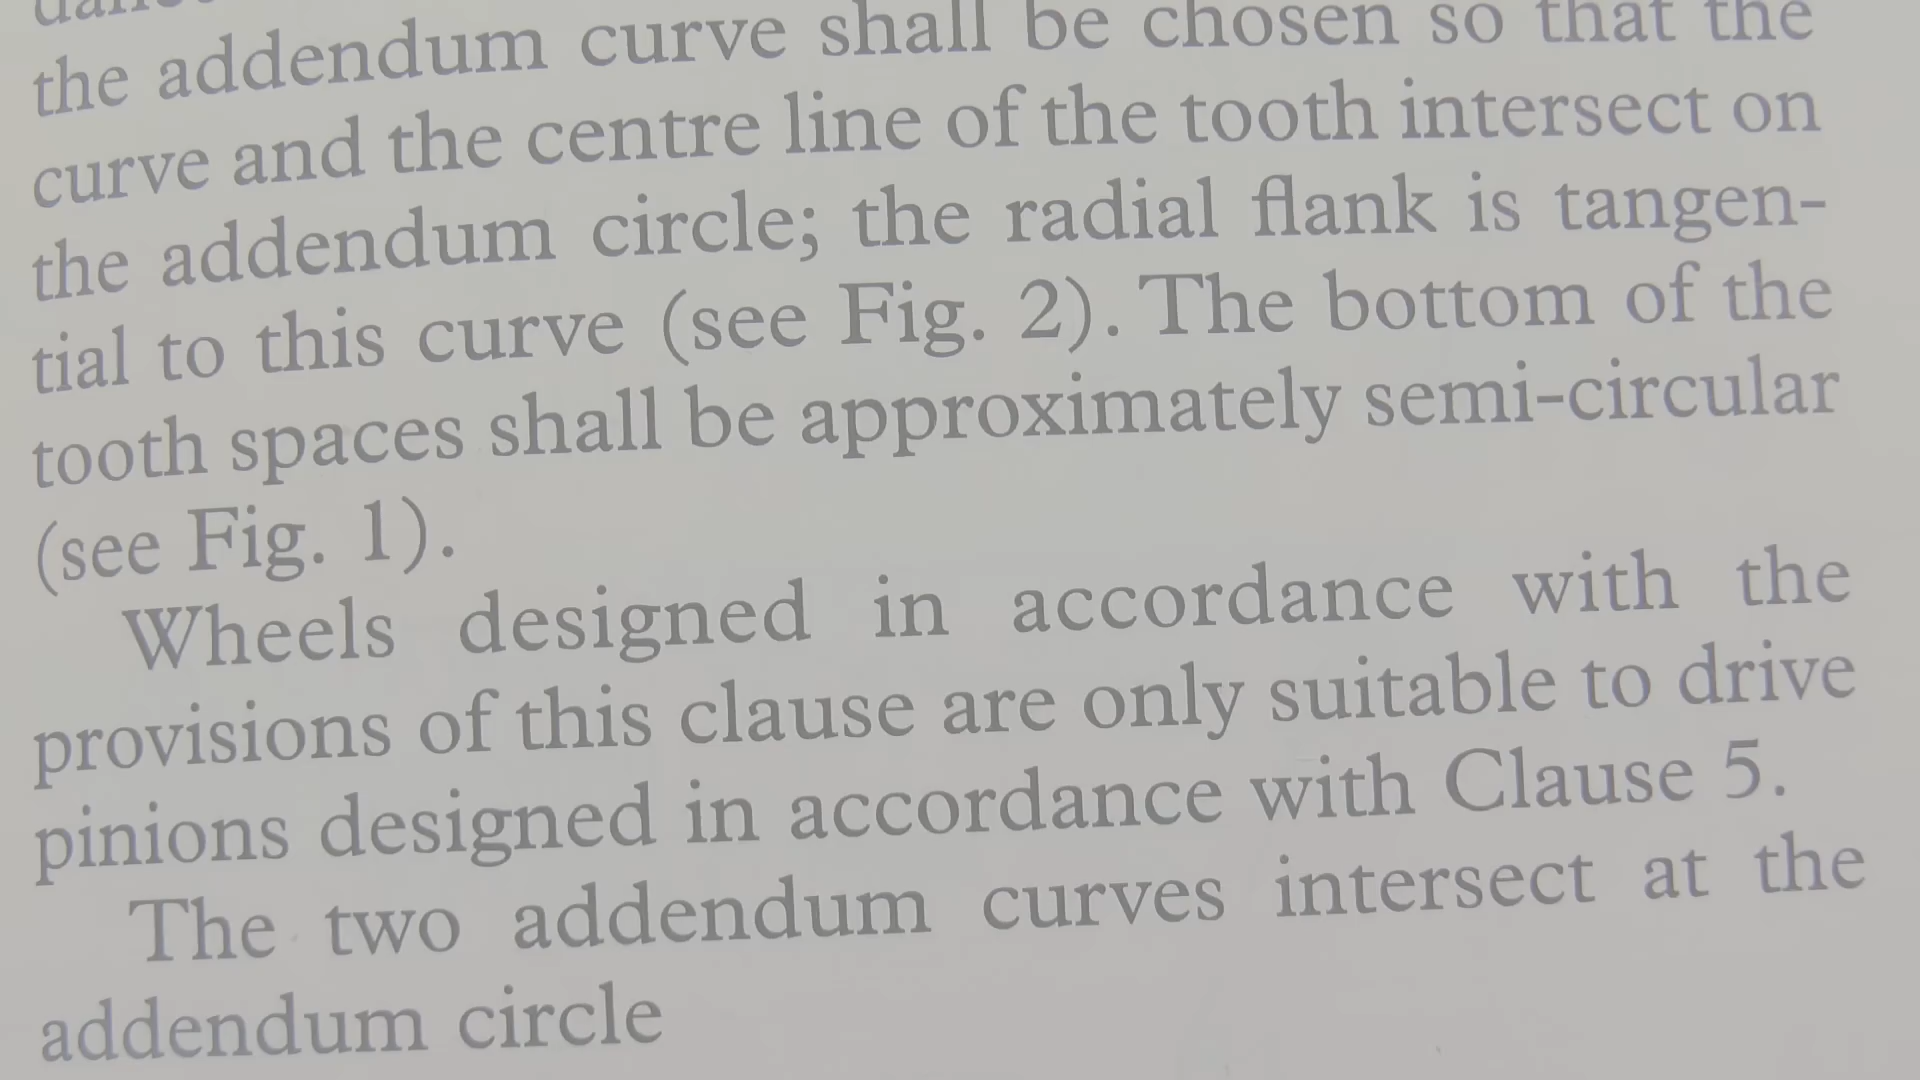 the addendum curve shall be chosen so that the
curve and the centre line of the tooth intersect on
the addendum circle; the radial flank is tangen-
tial to this curve (see Fig. 2). The bottom of the
tooth spaces shall be approximately semi-circular
(see Fig. 1).
Wheels designed in accordance with the
provisions of this clause are only suitable to drive
pinions designed in accordance with Clause 5.
The two addendum curves intersect at the
addendum circle